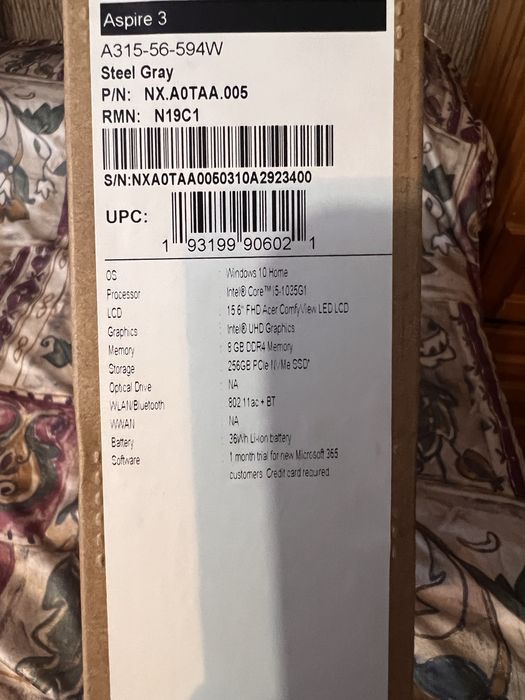 Aspire 3
A315-56-594W
Steel Gray
P/N: NX.A0TAA.005
RMN: N19C1
S/N:NXA0TAA0050310A2923400
UPC:
1 93199 90602 1
OS : Windows 10 Home
Processor : Intel® Core™ i5-1035G1
LCD : 15.6" FHD Acer ComfyView LED LCD
Graphics : Intel® UHD Graphics
Memory : 8 GB DDR4 Memory
Storage : 256GB PCIe NVMe SSD*
Optical Drive : NA
WLAN/Bluetooth : 802.11ac + BT
WWAN : NA
Battery : 36Wh Li-ion battery
Software : 1 month trial for new Microsoft 365
customers. Credit card required.